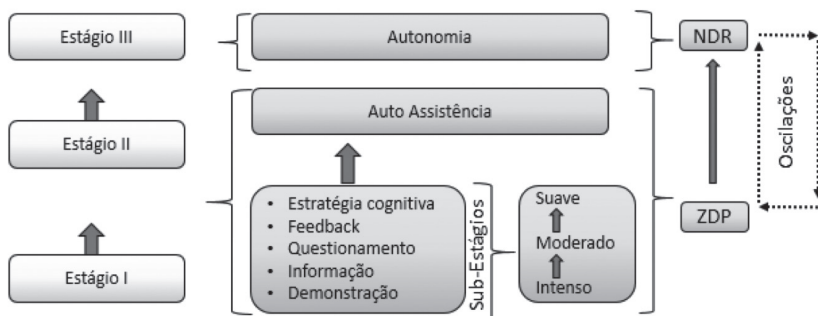 Estágio III
Autonomia
NDR
Auto Assistência
Estágio II
Oscilações
• Estratégia cognitiva
• Feedback
• Questionamento
• Informação
• Demonstração
Sub-Estágios
Suave
Moderado
Intenso
ZDP
Estágio I